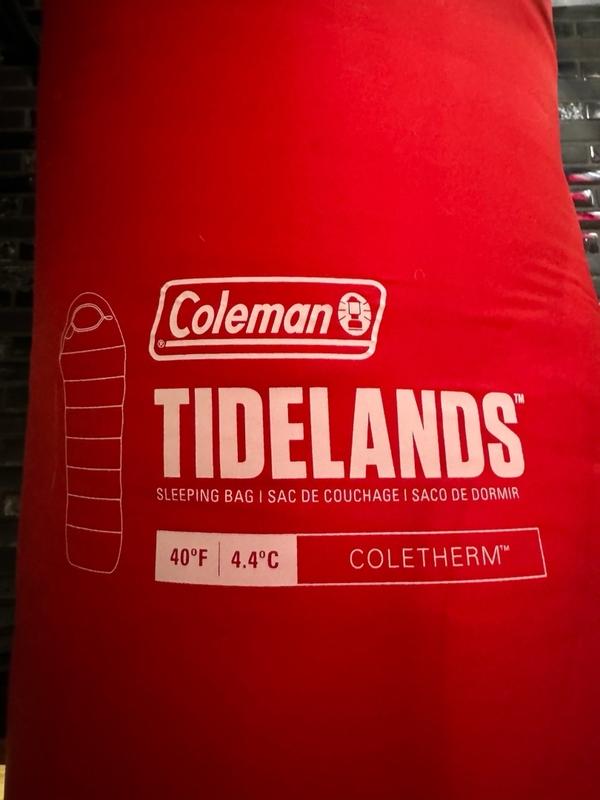 Coleman
®
TIDELANDS™
SLEEPING BAG | SAC DE COUCHAGE | SACO DE DORMIR
40°F | 4.4°C COLETHERM™